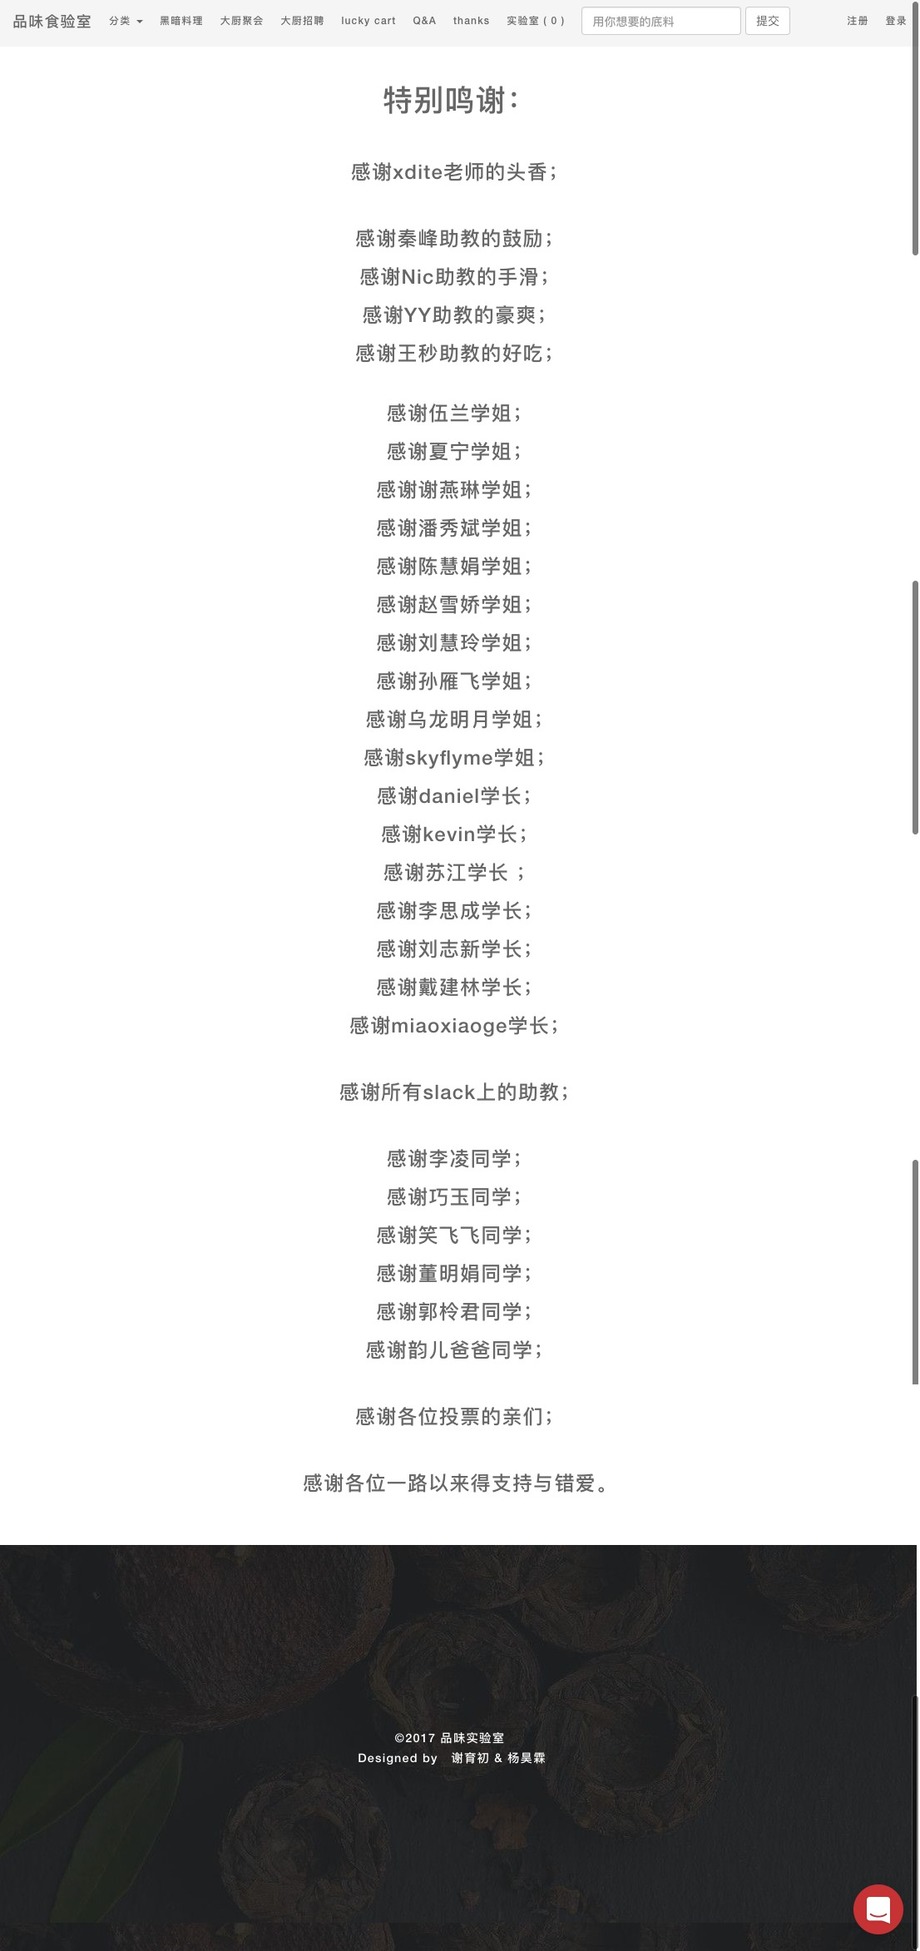 品味食验室 分类 黑暗料理 大厨聚会 大厨招聘 lucky cart Q&A thanks 实验室 ( 0 ) 用你想要的底料 提交 注册 登录
特别鸣谢：
感谢xdite老师的头香；
感谢秦峰助教的鼓励；
感谢Nic助教的手滑；
感谢YY助教的豪爽；
感谢王秒助教的好吃；
感谢伍兰学姐；
感谢夏宁学姐；
感谢谢燕琳学姐；
感谢潘秀斌学姐；
感谢陈慧娟学姐；
感谢赵雪娇学姐；
感谢刘慧玲学姐；
感谢孙雁飞学姐；
感谢乌龙明月学姐；
感谢skyflyme学姐；
感谢daniel学长；
感谢kevin学长；
感谢苏江学长 ；
感谢李思成学长；
感谢刘志新学长；
感谢戴建林学长；
感谢miaoxiaoge学长；
感谢所有slack上的助教；
感谢李凌同学；
感谢巧玉同学；
感谢笑飞飞同学；
感谢董明娟同学；
感谢郭柃君同学；
感谢韵儿爸爸同学；
感谢各位投票的亲们；
感谢各位一路以来得支持与错爱。
©2017 品味实验室
Designed by 谢育初 & 杨昊霖